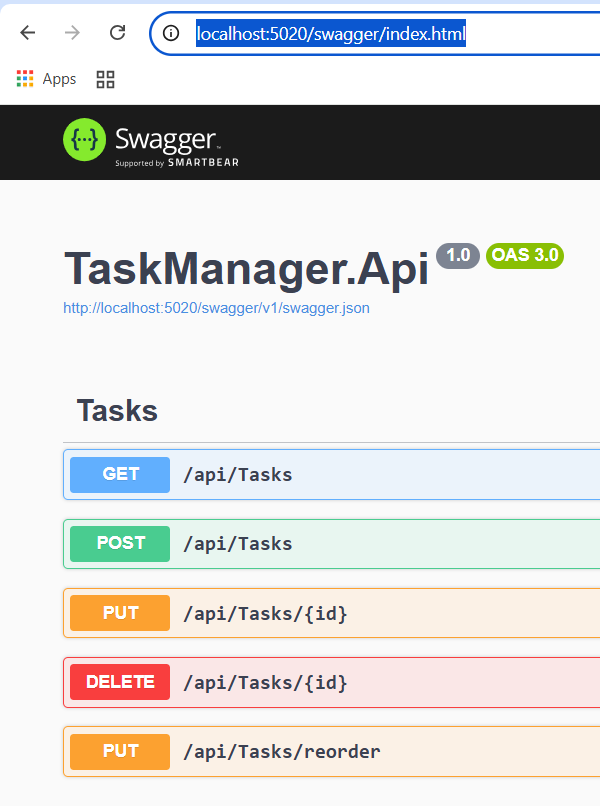 localhost:5020/swagger/index.html
Apps
{...} Swagger™
Supported by SMARTBEAR
TaskManager.Api 1.0 OAS 3.0
http://localhost:5020/swagger/v1/swagger.json
Tasks
GET /api/Tasks
POST /api/Tasks
PUT /api/Tasks/{id}
DELETE /api/Tasks/{id}
PUT /api/Tasks/reorder